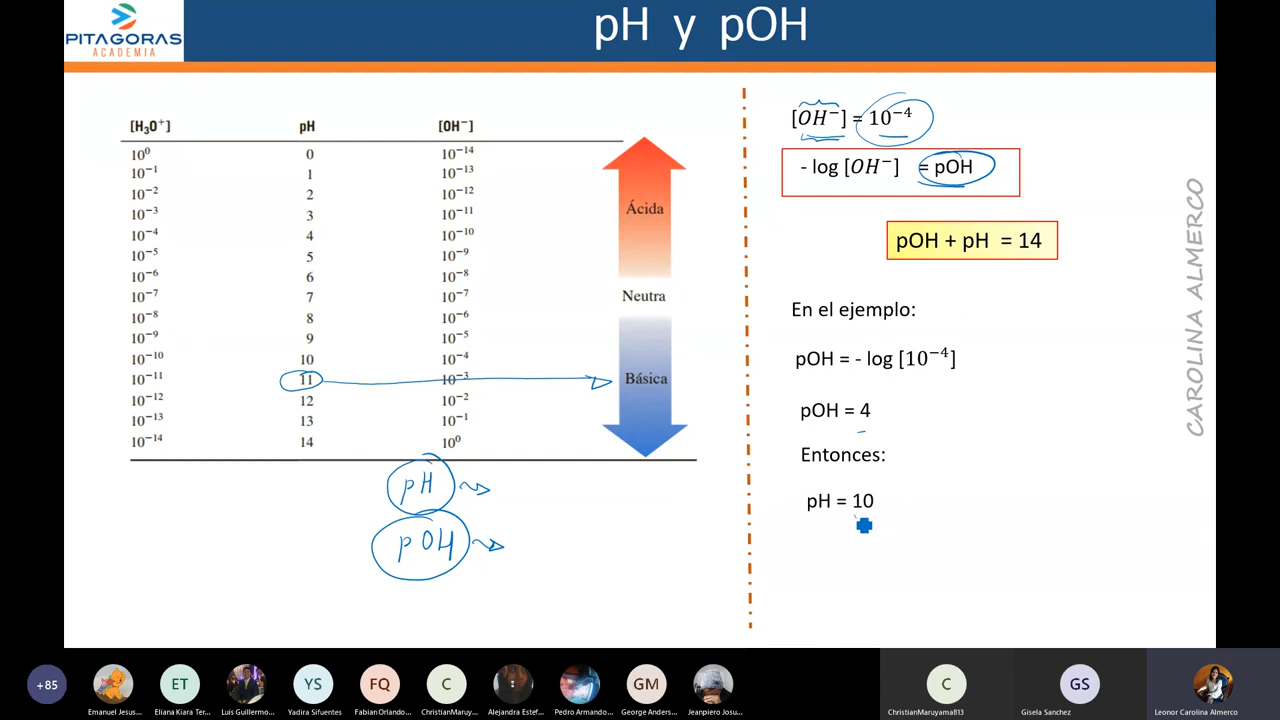 pH y pOH
PITAGORAS
ACADEMIA
[H₃O⁺] pH [OH⁻]
10⁰ 0 10⁻¹⁴
10⁻¹ 1 10⁻¹³
10⁻² 2 10⁻¹²
10⁻³ 3 10⁻¹¹
10⁻⁴ 4 10⁻¹⁰
10⁻⁵ 5 10⁻⁹
10⁻⁶ 6 10⁻⁸
10⁻⁷ 7 10⁻⁷
10⁻⁸ 8 10⁻⁶
10⁻⁹ 9 10⁻⁵
10⁻¹⁰ 10 10⁻⁴
10⁻¹¹ 11 10⁻³
10⁻¹² 12 10⁻²
10⁻¹³ 13 10⁻¹
10⁻¹⁴ 14 10⁰
Ácida
Neutra
Básica
pH
pOH
[OH⁻] = 10⁻⁴
- log [OH⁻] = pOH
pOH + pH = 14
En el ejemplo:
pOH = - log [10⁻⁴]
pOH = 4
Entonces:
pH = 10
CAROLINA ALMERCO
+85
ET
YS
FQ
C
GM
C
GS
Emanuel Jesus...
Eliana Kiara Ter...
Luis Guillermo...
Yadira Sifuentes
Fabian Orlando...
ChristianMaruy...
Alejandra Estef...
Pedro Armando...
George Anders...
Jeanpiero Josu...
ChristianMaruyama813
Gisela Sanchez
Leonor Carolina Almerco